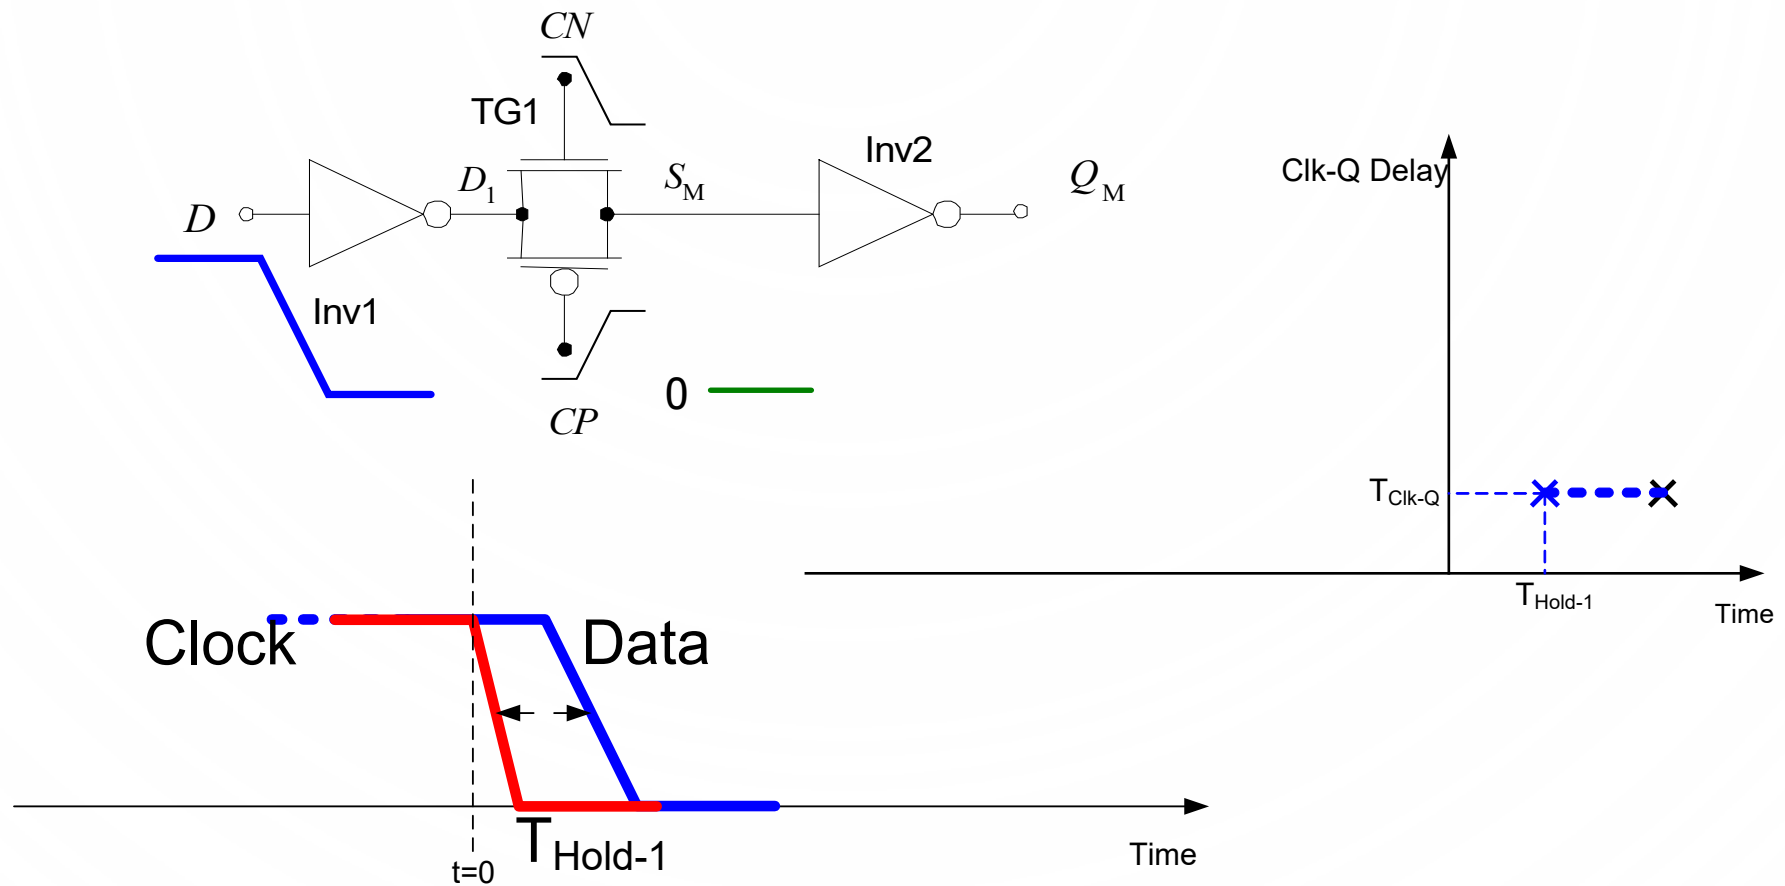 CN
TG1
Inv2
D1
SM
QM
D
Clk-Q Delay
Inv1
0
CP
TClk-Q
THold-1
Time
Clock
Data
THold-1
Time
t=0